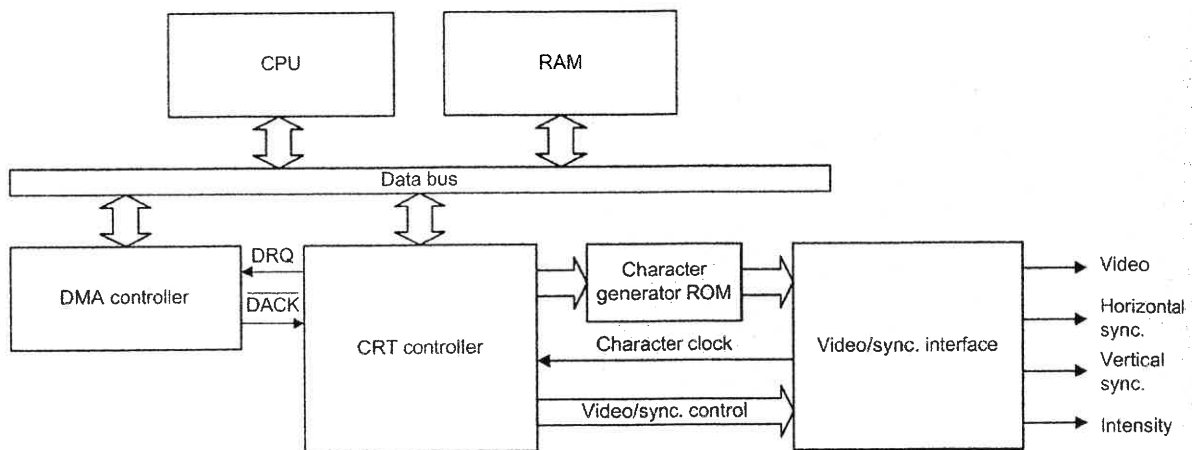 CPU
RAM
Data bus
DMA controller
DRQ
DACK
CRT controller
Character
generator ROM
Character clock
Video/sync. control
Video/sync. interface
Video
Horizontal
sync.
Vertical
sync.
Intensity